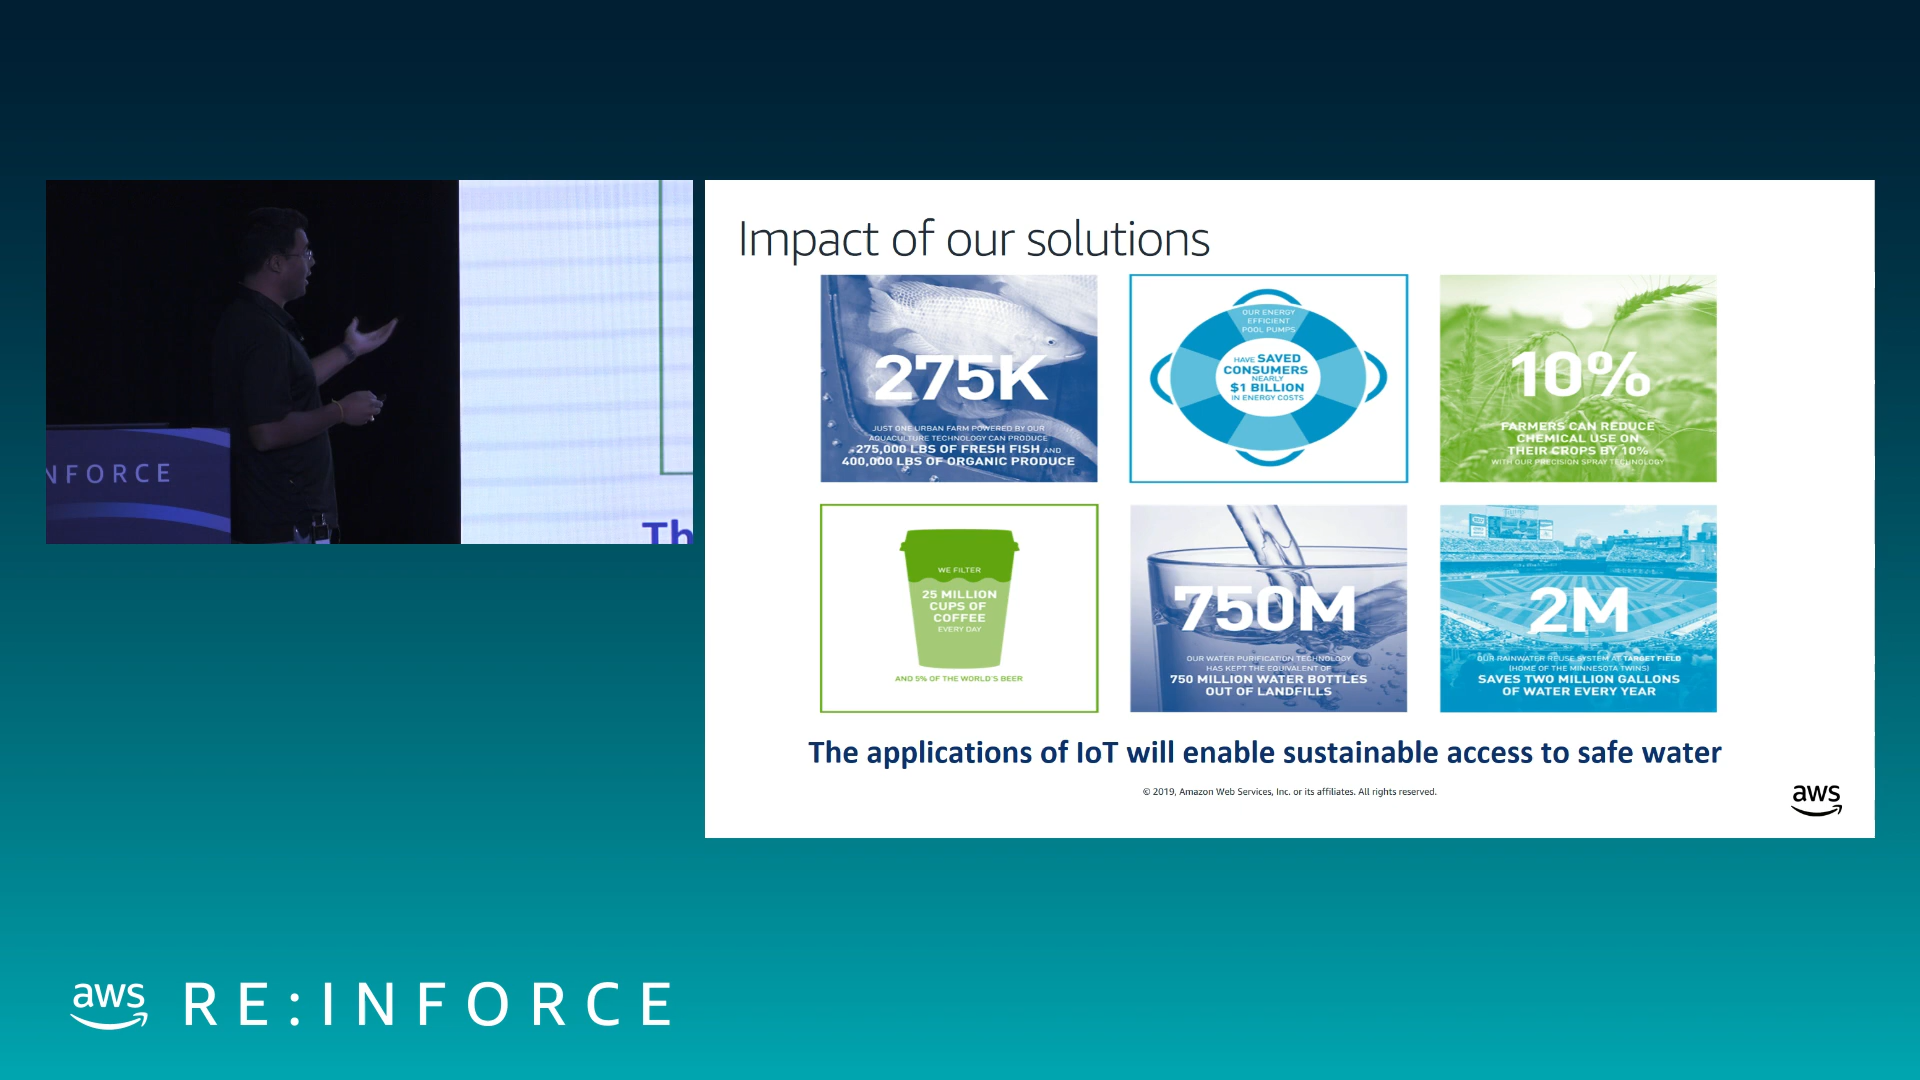 NFORCE
Th
Impact of our solutions
275K
JUST ONE URBAN FARM POWERED BY OUR
AQUACULTURE TECHNOLOGY CAN PRODUCE
275,000 LBS OF FRESH FISH AND
400,000 LBS OF ORGANIC PRODUCE
OUR ENERGY
EFFICIENT
POOL PUMPS
HAVE SAVED
CONSUMERS
NEARLY
$1 BILLION
IN ENERGY COSTS
10%
FARMERS CAN REDUCE
CHEMICAL USE ON
THEIR CROPS BY 10%
WITH OUR PRECISION SPRAY TECHNOLOGY
WE FILTER
25 MILLION
CUPS OF
COFFEE
EVERY DAY
AND 5% OF THE WORLD'S BEER
750M
OUR WATER PURIFICATION TECHNOLOGY
HAS KEPT THE EQUIVALENT OF
750 MILLION WATER BOTTLES
OUT OF LANDFILLS
2M
OUR RAINWATER REUSE SYSTEM AT TARGET FIELD
(HOME OF THE MINNESOTA TWINS)
SAVES TWO MILLION GALLONS
OF WATER EVERY YEAR
The applications of IoT will enable sustainable access to safe water
© 2019, Amazon Web Services, Inc. or its affiliates. All rights reserved.
aws
aws RE:INFORCE